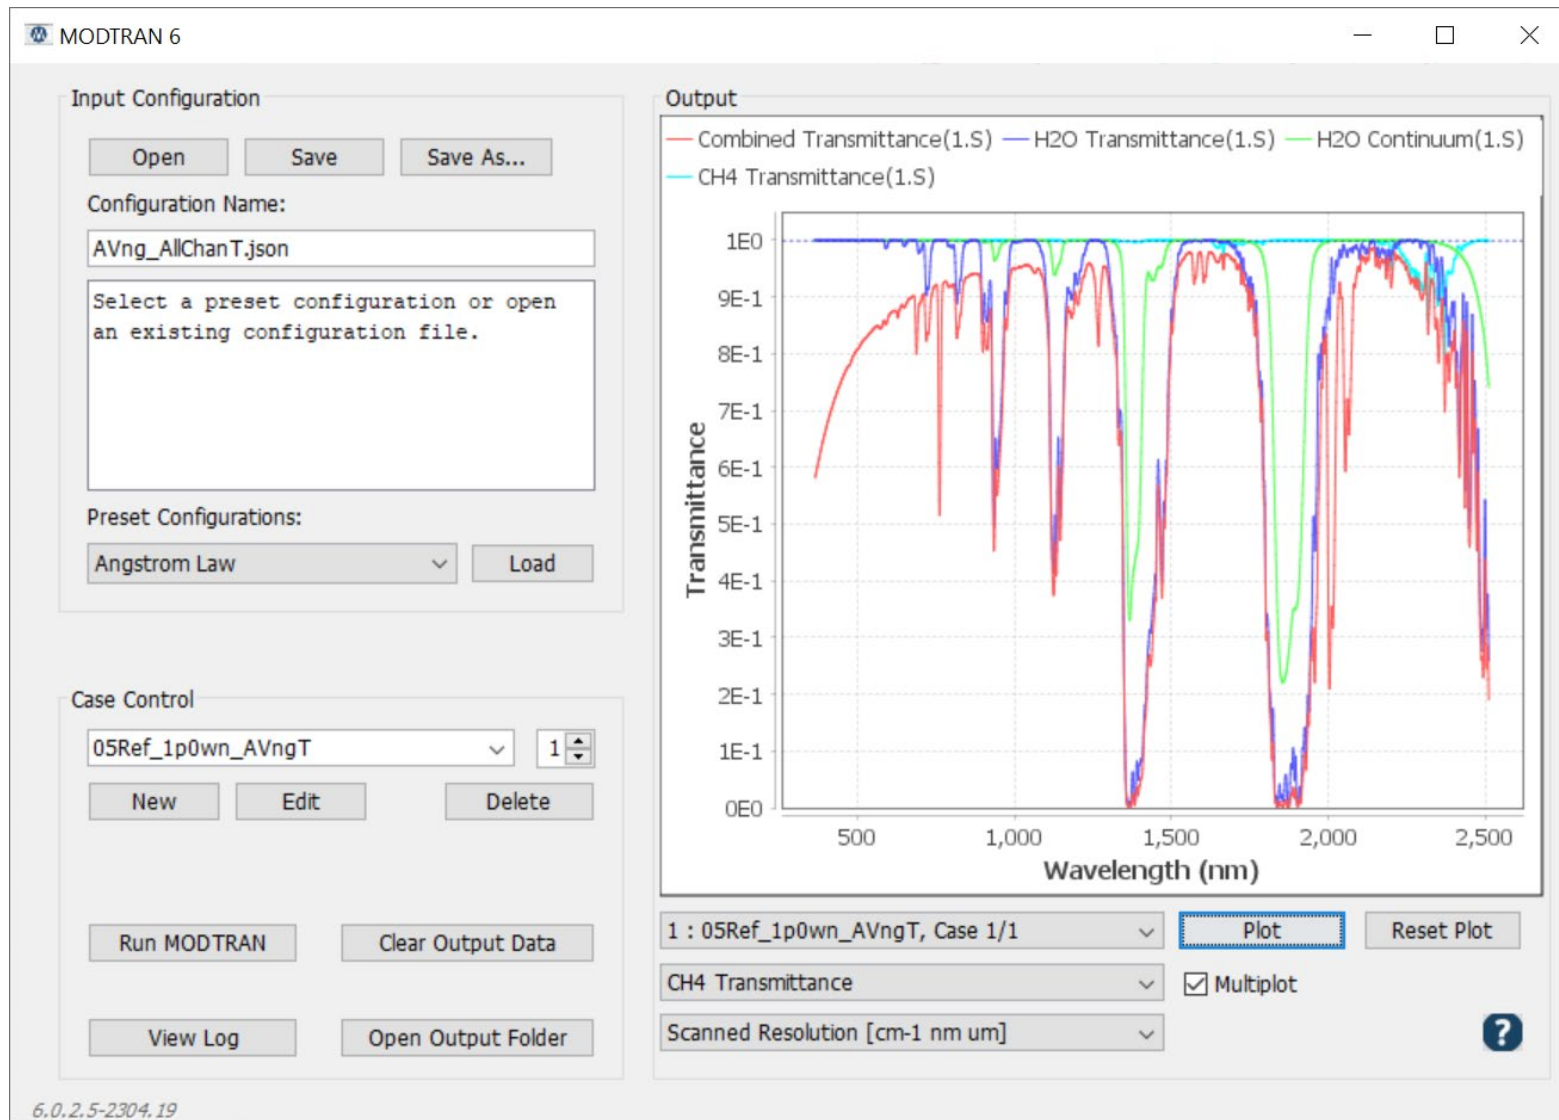 MODTRAN 6
Input Configuration
Open Save Save As...
Configuration Name:
AVng_AllChanT.json
Select a preset configuration or open
an existing configuration file.
Preset Configurations:
Angstrom Law Load
Case Control
05Ref_1p0wn_AVngT 1
New Edit Delete
Run MODTRAN Clear Output Data
View Log Open Output Folder
6.0.2.5-2304.19
Output
Combined Transmittance(1.S) H2O Transmittance(1.S) H2O Continuum(1.S)
CH4 Transmittance(1.S)
Transmittance
1E0
9E-1
8E-1
7E-1
6E-1
5E-1
4E-1
3E-1
2E-1
1E-1
0E0
500 1,000 1,500 2,000 2,500
Wavelength (nm)
1 : 05Ref_1p0wn_AVngT, Case 1/1 Plot Reset Plot
CH4 Transmittance Multiplot
Scanned Resolution [cm-1 nm um] ?